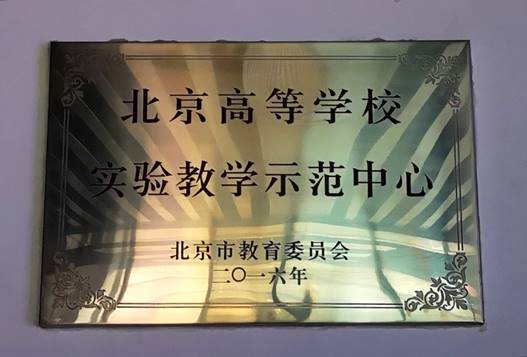 北京高等学校
实验教学示范中心
北京市教育委员会
二〇一六年